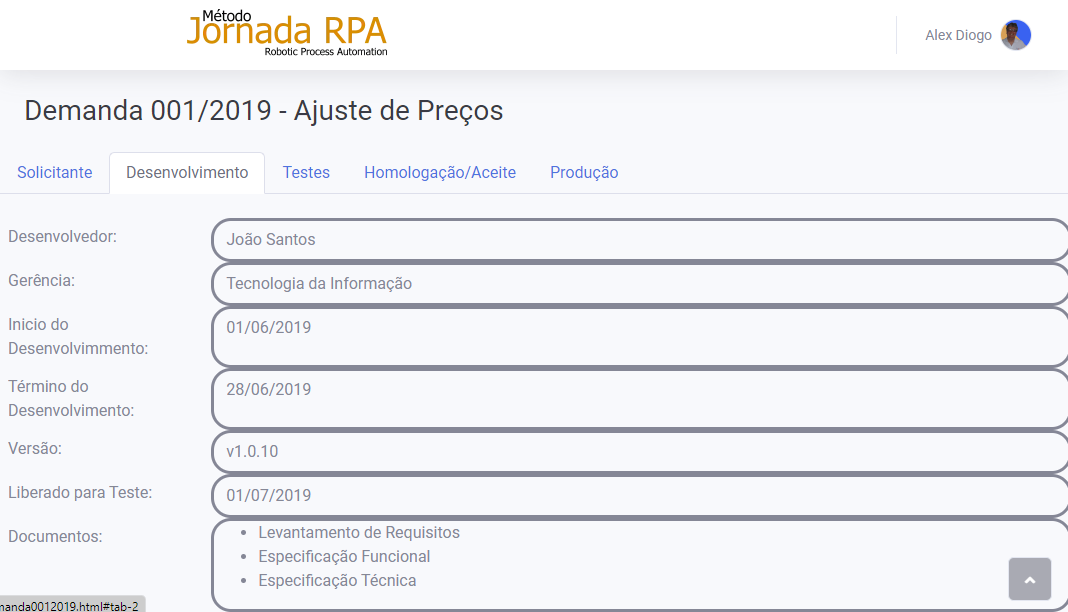 Método
Jornada RPA
Robotic Process Automation
Alex Diogo
Demanda 001/2019 - Ajuste de Preços
Solicitante Desenvolvimento Testes Homologação/Aceite Produção
Desenvolvedor: João Santos
Gerência: Tecnologia da Informação
Inicio do 01/06/2019
Desenvolvimmento:
Término do 28/06/2019
Desenvolvimento:
Versão: v1.0.10
Liberado para Teste: 01/07/2019
Documentos: • Levantamento de Requisitos
• Especificação Funcional
• Especificação Técnica
manda0012019.html#tab-2